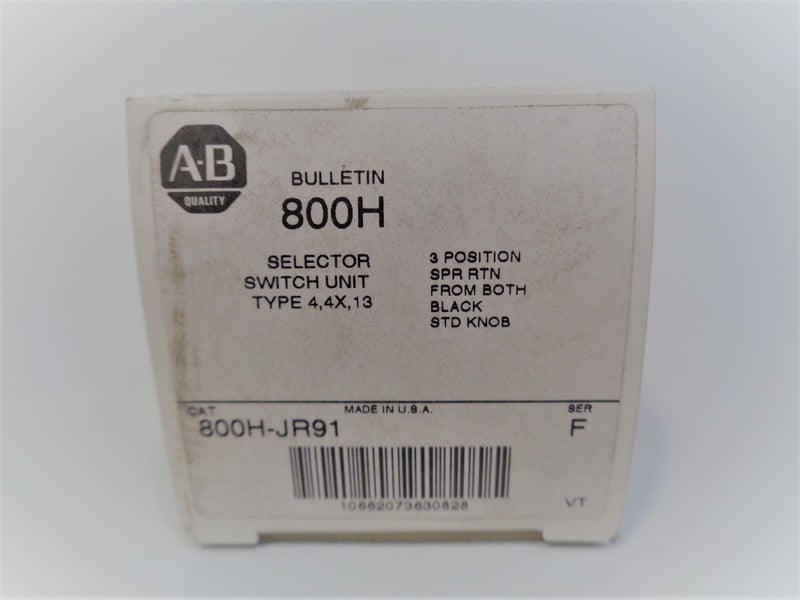 A-B
QUALITY
BULLETIN
800H
SELECTOR
SWITCH UNIT
TYPE 4,4X,13
3 POSITION
SPR RTN
FROM BOTH
BLACK
STD KNOB
CAT
MADE IN U.S.A.
SER
800H-JR91
F
10662073630828
VT